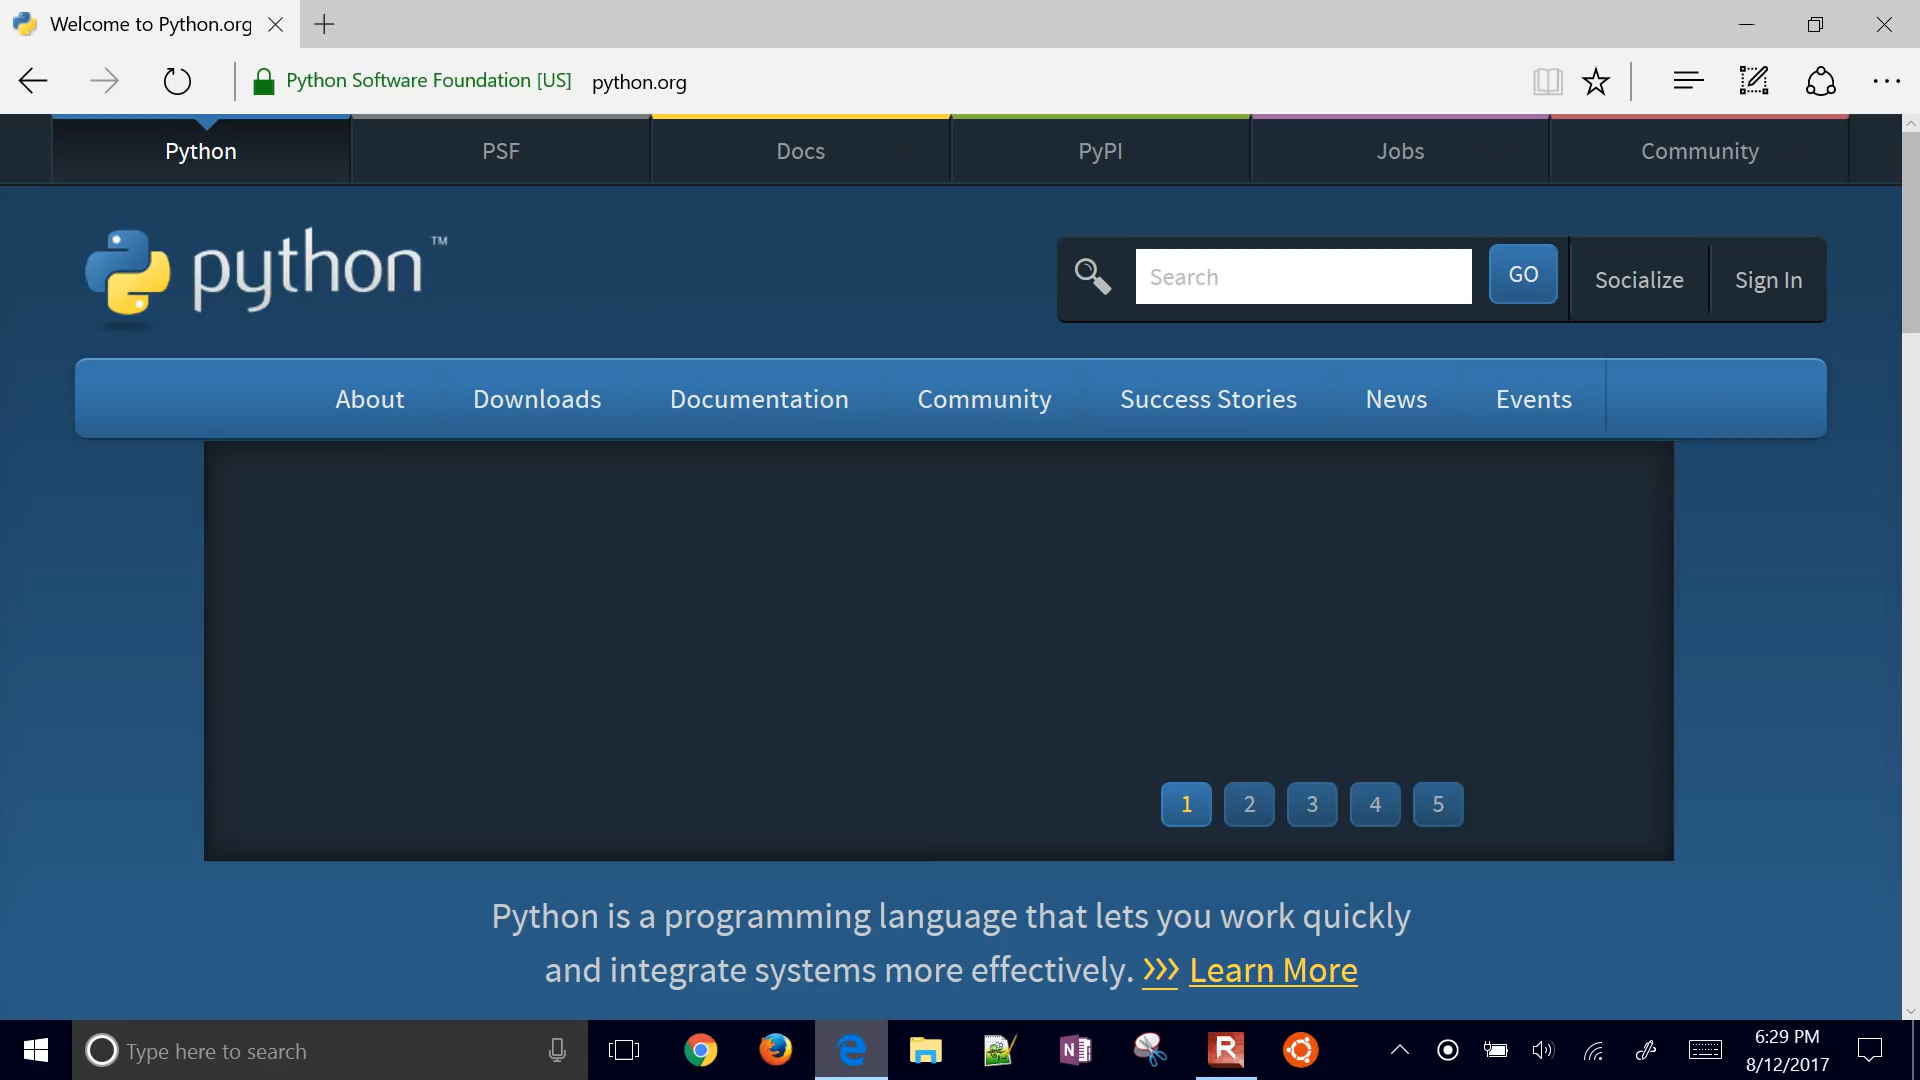 Welcome to Python.org
Python Software Foundation [US] python.org
Python PSF Docs PyPI Jobs Community
python™
Search GO Socialize Sign In
About Downloads Documentation Community Success Stories News Events
1 2 3 4 5
Python is a programming language that lets you work quickly
and integrate systems more effectively. >>> Learn More
Type here to search
N
R
6:29 PM
8/12/2017